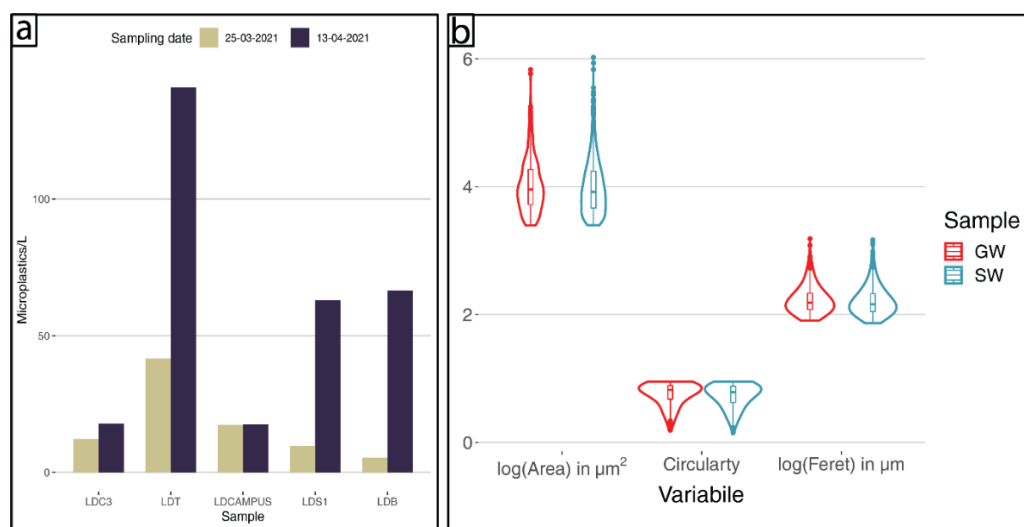 a
Sampling date 25-03-2021 13-04-2021
Microplastics/L
100
50
0
LDC3 LDT LDCAMPUS LDS1 LDB
Sample
b
6
4
2
0
log(Area) in µm² Circularty log(Feret) in µm
Variabile
Sample
GW
SW